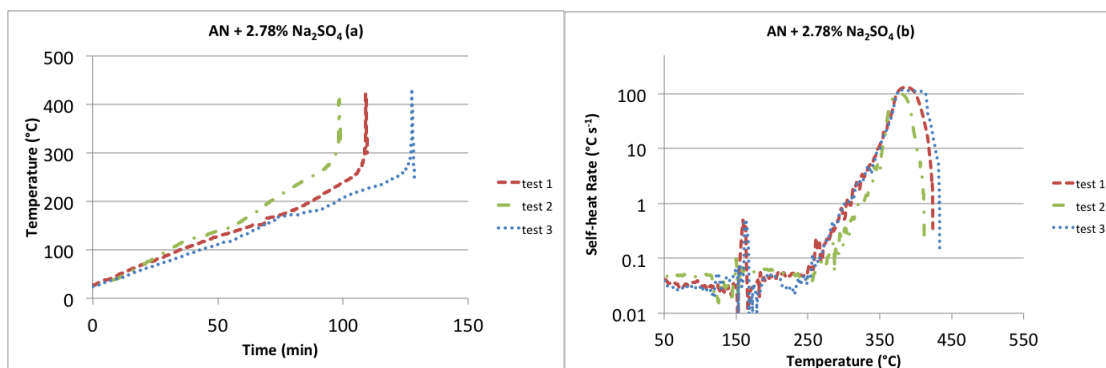 AN + 2.78% Na₂SO₄ (a)
500
400
300
200
100
0
Temperature (°C)
0 50 100 150
Time (min)
test 1
test 2
test 3
AN + 2.78% Na₂SO₄ (b)
100
10
1
0.1
0.01
Self-heat Rate (°C s⁻¹)
50 150 250 350 450 550
Temperature (°C)
test 1
test 2
test 3